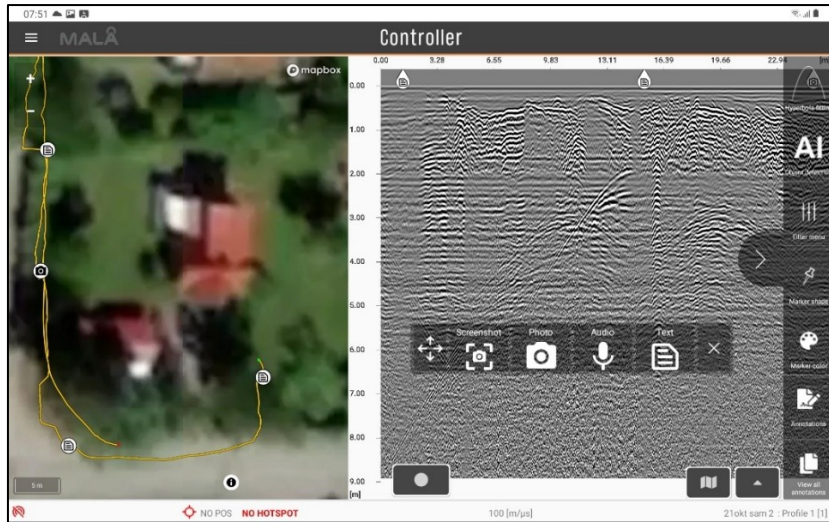 07:51
MALÅ
Controller
mapbox
0.00 3.28 6.55 9.83 13.11 16.39 19.66 22.94 [m]
0.00
1.00
2.00
3.00
4.00
5.00
6.00
7.00
8.00
9.00
[m]
AI
Filter menu
Marker shape
Marker color
Annotations
View all
annotations
Screenshot Photo Audio Text
5 m
NO POS NO HOTSPOT 100 [m/µs] 21okt sam 2 : Profile 1 [1]